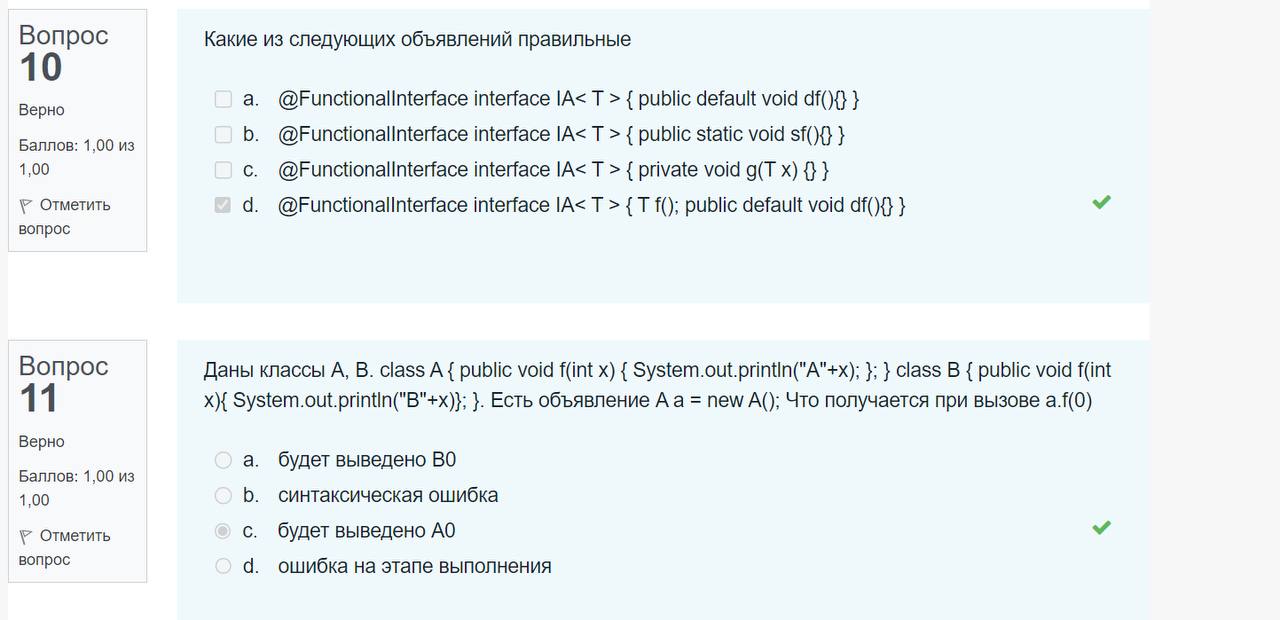 Вопрос
10
Верно
Баллов: 1,00 из
1,00
Отметить
вопрос
Какие из следующих объявлений правильные
a. @FunctionalInterface interface IA< T > { public default void df(){} }
b. @FunctionalInterface interface IA< T > { public static void sf(){} }
c. @FunctionalInterface interface IA< T > { private void g(T x) {} }
d. @FunctionalInterface interface IA< T > { T f(); public default void df(){} }
Вопрос
11
Верно
Баллов: 1,00 из
1,00
Отметить
вопрос
Даны классы A, B. class A { public void f(int x) { System.out.println("A"+x); }; } class B { public void f(int
x){ System.out.println("B"+x)}; }. Есть объявление A a = new A(); Что получается при вызове a.f(0)
a. будет выведено B0
b. синтаксическая ошибка
c. будет выведено A0
d. ошибка на этапе выполнения